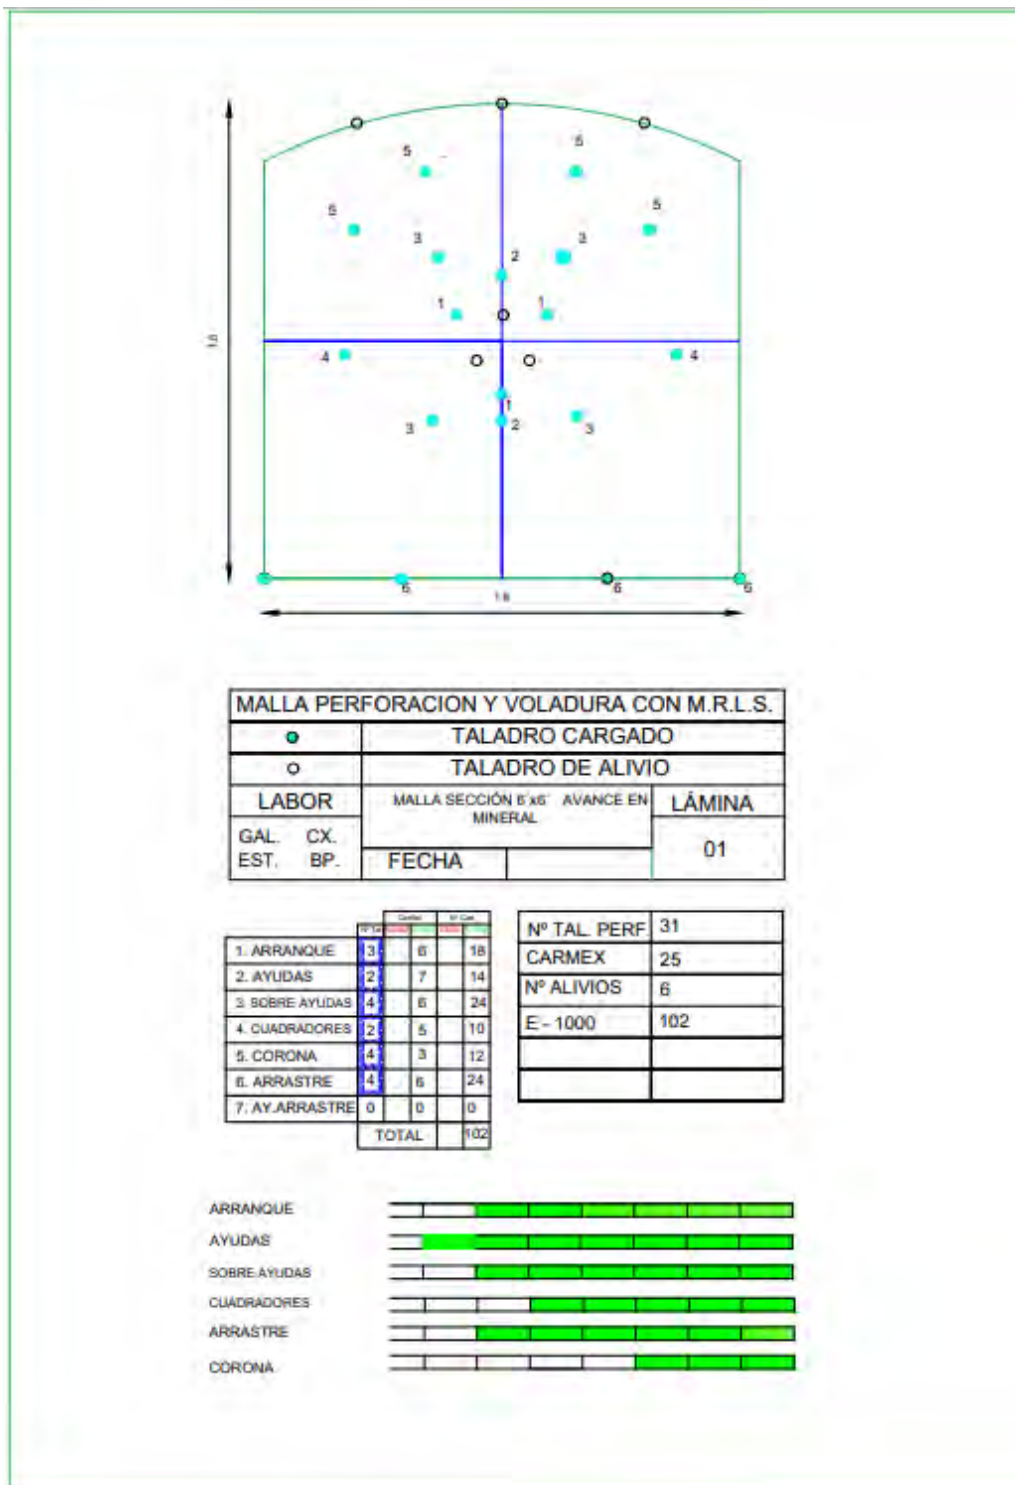 5 5
5 5
3 3
2
1 1
1.8
4 4
1
3 2 3
6 6 6
1.8
MALLA PERFORACION Y VOLADURA CON M.R.L.S.
TALADRO CARGADO
TALADRO DE ALIVIO
LABOR MALLA SECCIÓN 6´x6´ AVANCE EN MINERAL LÁMINA
GAL. CX.
EST. BP.
FECHA
01
1. ARRANQUE 3 6 18
2. AYUDAS 2 7 14
3. SOBRE AYUDAS 4 6 24
4. CUADRADORES 2 5 10
5. CORONA 4 3 12
6. ARRASTRE 4 6 24
7. AY.ARRASTRE 0 0 0
TOTAL 102
Nº TAL. PERF 31
CARMEX 25
Nº ALIVIOS 6
E - 1000 102
ARRANQUE
AYUDAS
SOBRE AYUDAS
CUADRADORES
ARRASTRE
CORONA